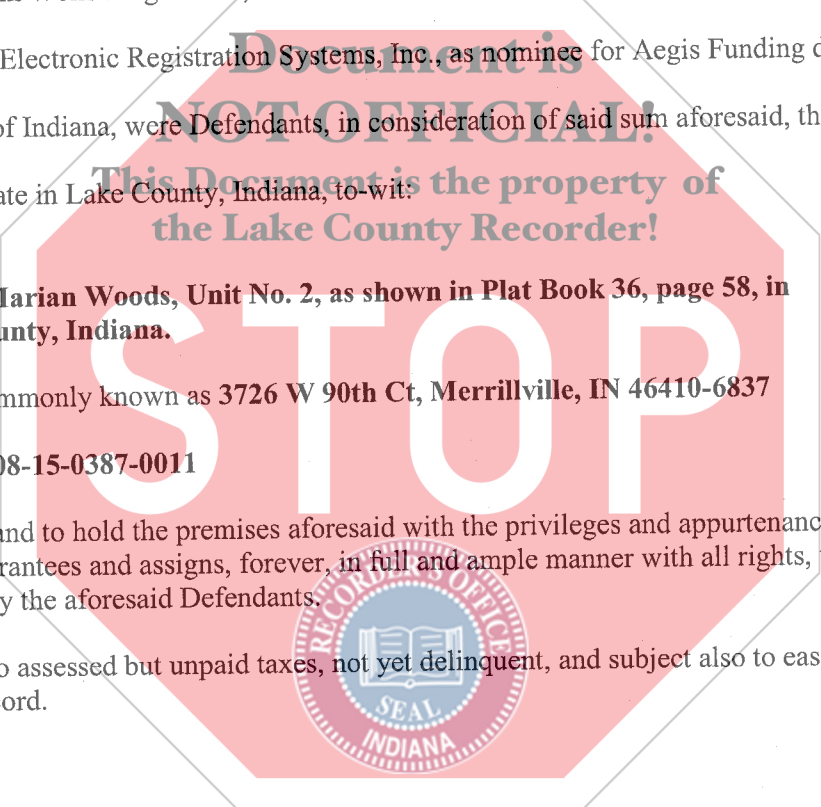 Electronic Registration Systems, Inc., as nominee for Aegis Funding d
Document is
of Indiana, were Defendants, in consideration of said sum aforesaid, th
NOT OFFICIAL!
ate in Lake County, Indiana, to-wit:
This Document is the property of
the Lake County Recorder!
Marian Woods, Unit No. 2, as shown in Plat Book 36, page 58, in
unty, Indiana.
STOP
mmonly known as 3726 W 90th Ct, Merrillville, IN 46410-6837
08-15-0387-0011
and to hold the premises aforesaid with the privileges and appurtenanc
rantees and assigns, forever, in full and ample manner with all rights,
y the aforesaid Defendants.
RECORDER'S OFFICE
o assessed but unpaid taxes, not yet delinquent, and subject also to eas
ord.
SEAL
INDIANA